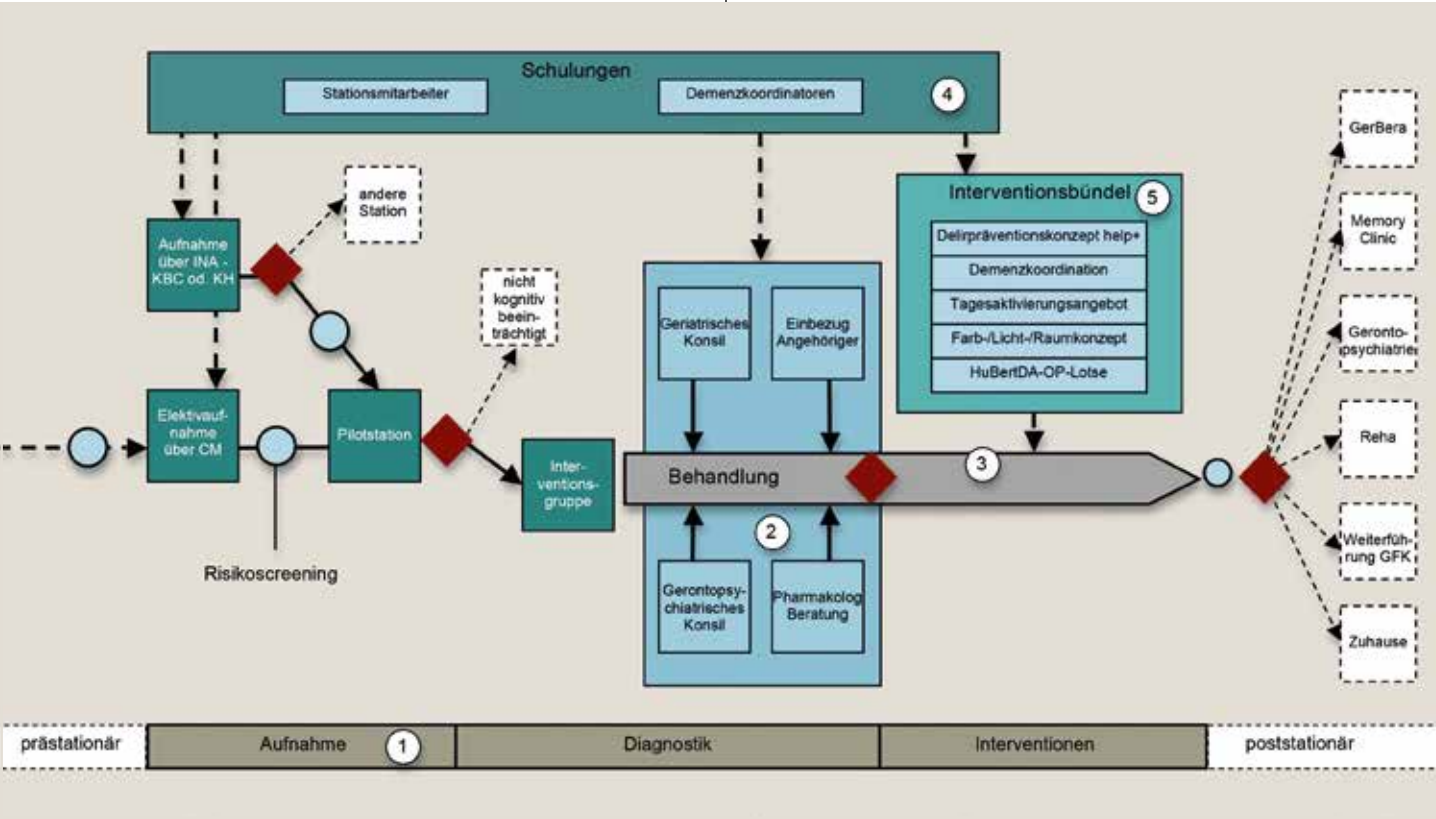 Schulungen
Stationsmitarbeiter
Demenzkoordinatoren
4
andere
Station
Aufnahme
über INA -
KBC od. KH
nicht
kognitiv
beein-
trächtigt
Elektivauf-
nahme
über CM
Pilotstation
Inter-
ventions-
gruppe
Risikoscreening
Geriatrisches
Konsil
Einbezug
Angehöriger
Behandlung
2
3
Gerontopsy-
chiatrisches
Konsil
Pharmakolog
Beratung
Interventionsbündel
5
Delirpräventionskonzept help+
Demenzkoordination
Tagesaktivierungsangebot
Farb-/Licht-/Raumkonzept
HuBertDA-OP-Lotse
GerBera
Memory
Clinic
Geronto-
psychiatrie
Reha
Weiterfüh-
rung GFK
Zuhause
prästationär
Aufnahme
1
Diagnostik
Interventionen
poststationär